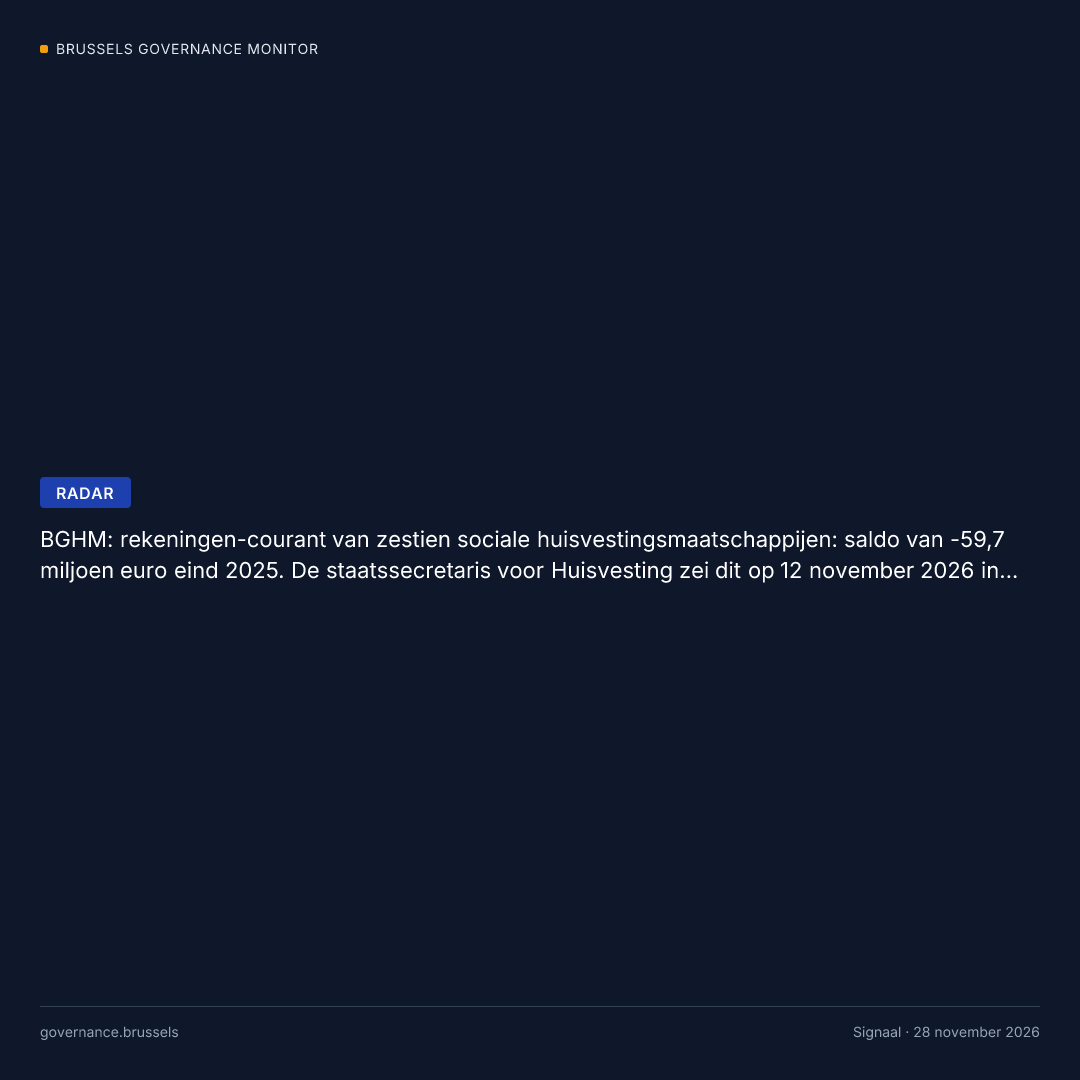 BRUSSELS GOVERNANCE MONITOR
RADAR
BGHM: rekeningen-courant van zestien sociale huisvestingsmaatschappijen: saldo van -59,7
miljoen euro eind 2025. De staatssecretaris voor Huisvesting zei dit op 12 november 2026 in...
governance.brussels
Signaal · 28 november 2026